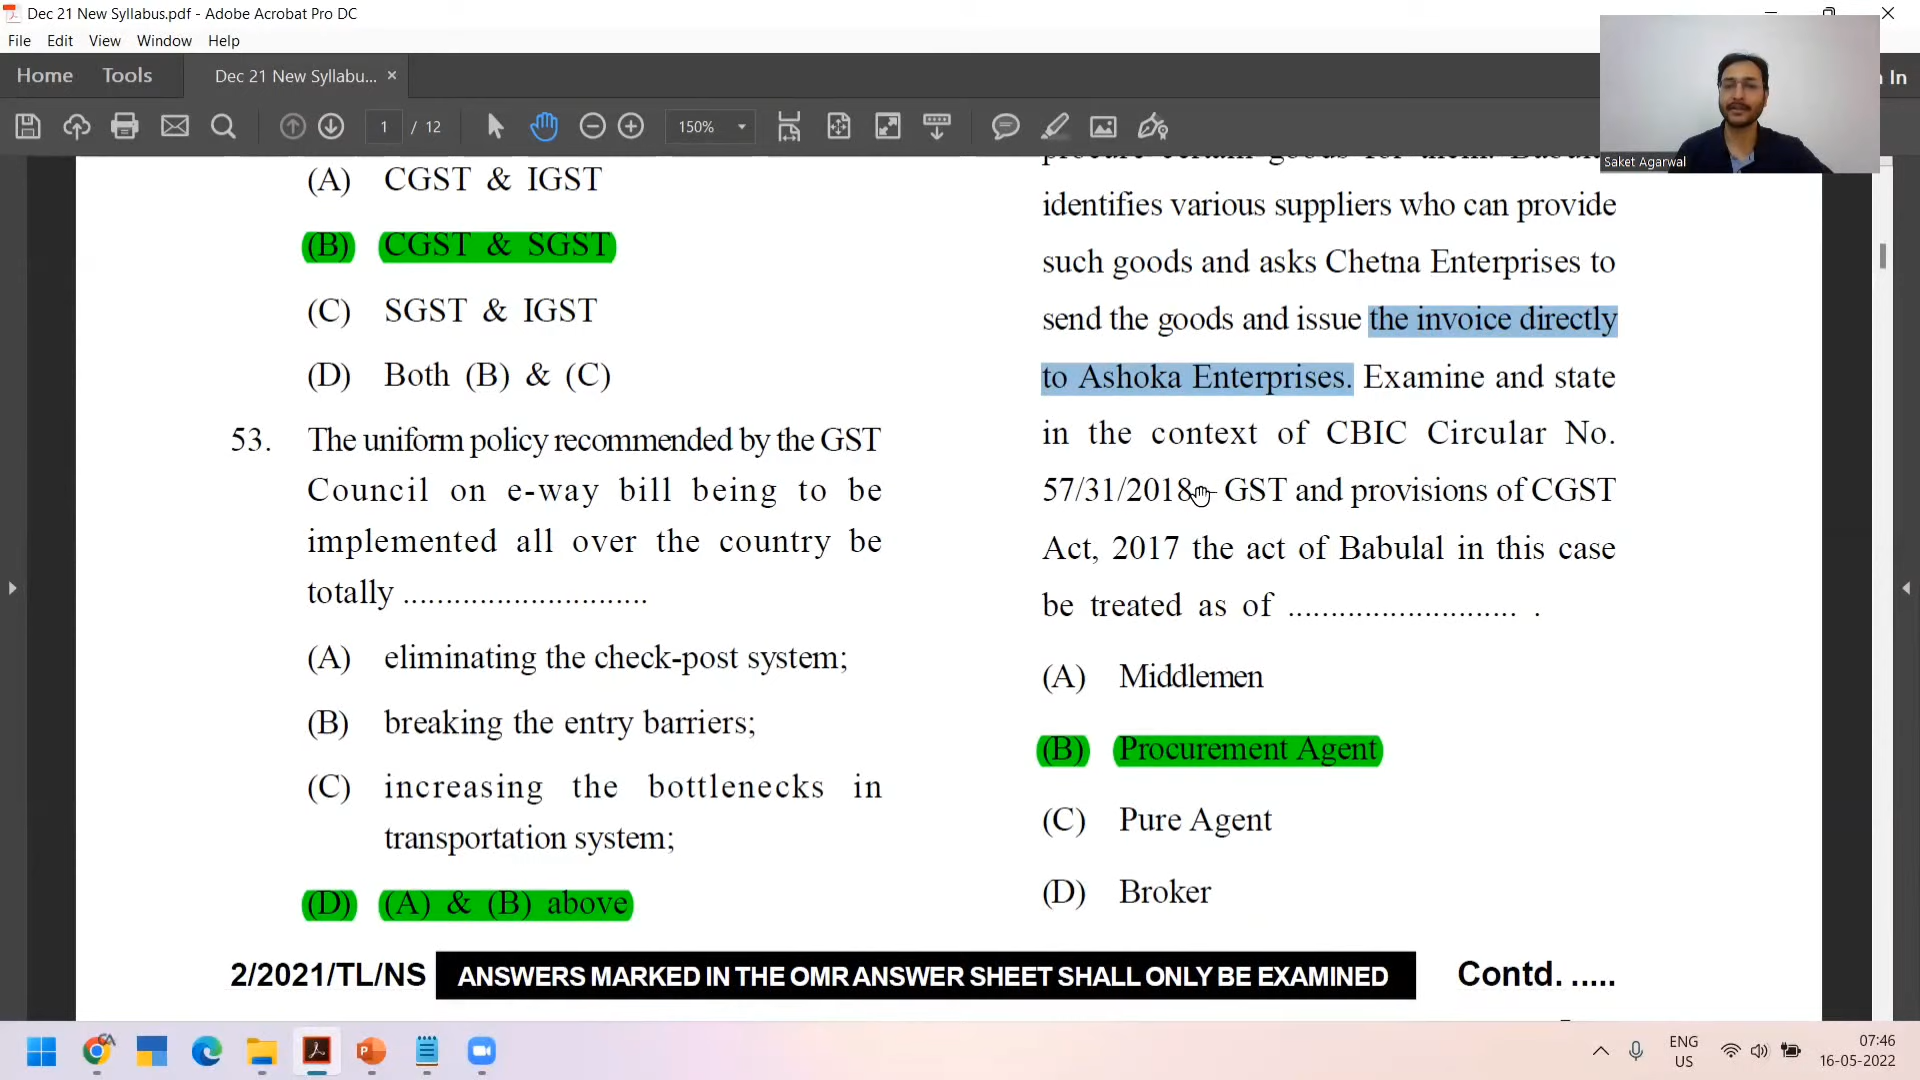 Dec 21 New Syllabus.pdf - Adobe Acrobat Pro DC
File Edit View Window Help
Home Tools Dec 21 New Syllabu... × In
1 / 12 150%
Saket Agarwal
(A) CGST & IGST
(B) CGST & SGST
(C) SGST & IGST
(D) Both (B) & (C)
53. The uniform policy recommended by the GST
Council on e-way bill being to be
implemented all over the country be
totally .............................
(A) eliminating the check-post system;
(B) breaking the entry barriers;
(C) increasing the bottlenecks in
transportation system;
(D) (A) & (B) above
identifies various suppliers who can provide
such goods and asks Chetna Enterprises to
send the goods and issue the invoice directly
to Ashoka Enterprises. Examine and state
in the context of CBIC Circular No.
57/31/2018 – GST and provisions of CGST
Act, 2017 the act of Babulal in this case
be treated as of ........................... .
(A) Middlemen
(B) Procurement Agent
(C) Pure Agent
(D) Broker
2/2021/TL/NS ANSWERS MARKED IN THE OMR ANSWER SHEET SHALL ONLY BE EXAMINED Contd. .....
ENG
US
07:46
16-05-2022